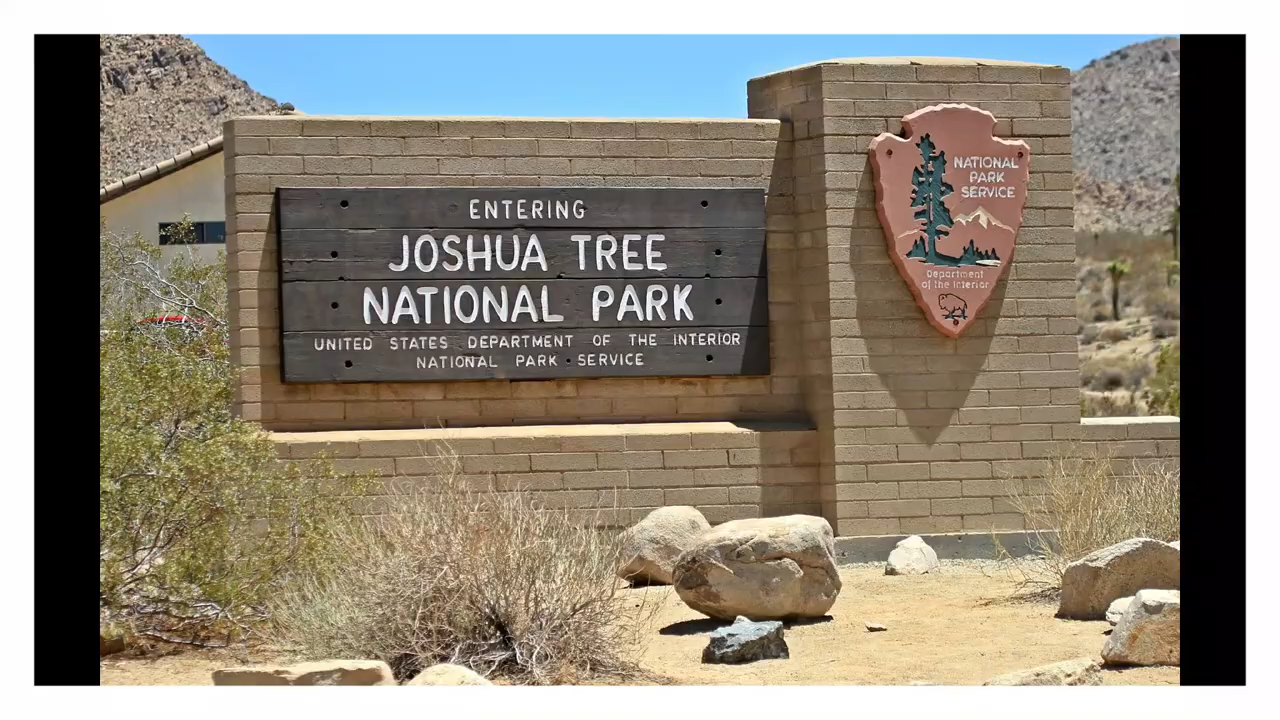 ENTERING
JOSHUA TREE
NATIONAL PARK
UNITED STATES DEPARTMENT OF THE INTERIOR
NATIONAL PARK SERVICE
NATIONAL
PARK
SERVICE
Department
of the Interior